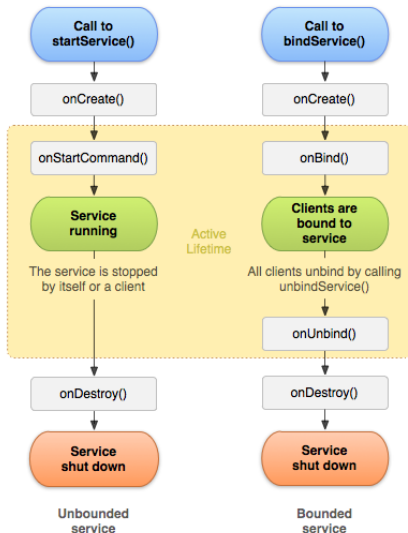 Call to
startService()
onCreate()
onStartCommand()
Service
running
The service is stopped
by itself or a client
onDestroy()
Service
shut down
Unbounded
service
Active
Lifetime
Call to
bindService()
onCreate()
onBind()
Clients are
bound to
service
All clients unbind by calling
unbindService()
onUnbind()
onDestroy()
Service
shut down
Bounded
service